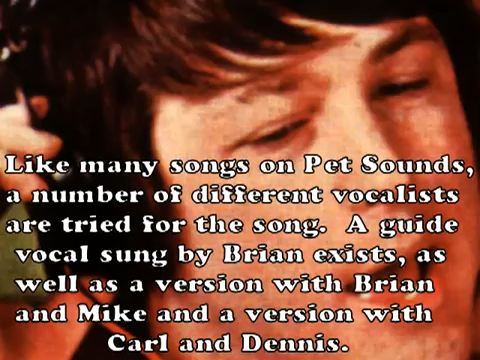 Like many songs on Pet Sounds,
a number of different vocalists
are tried for the song. A guide
vocal sung by Brian exists, as
well as a version with Brian
and Mike and a version with
Carl and Dennis.